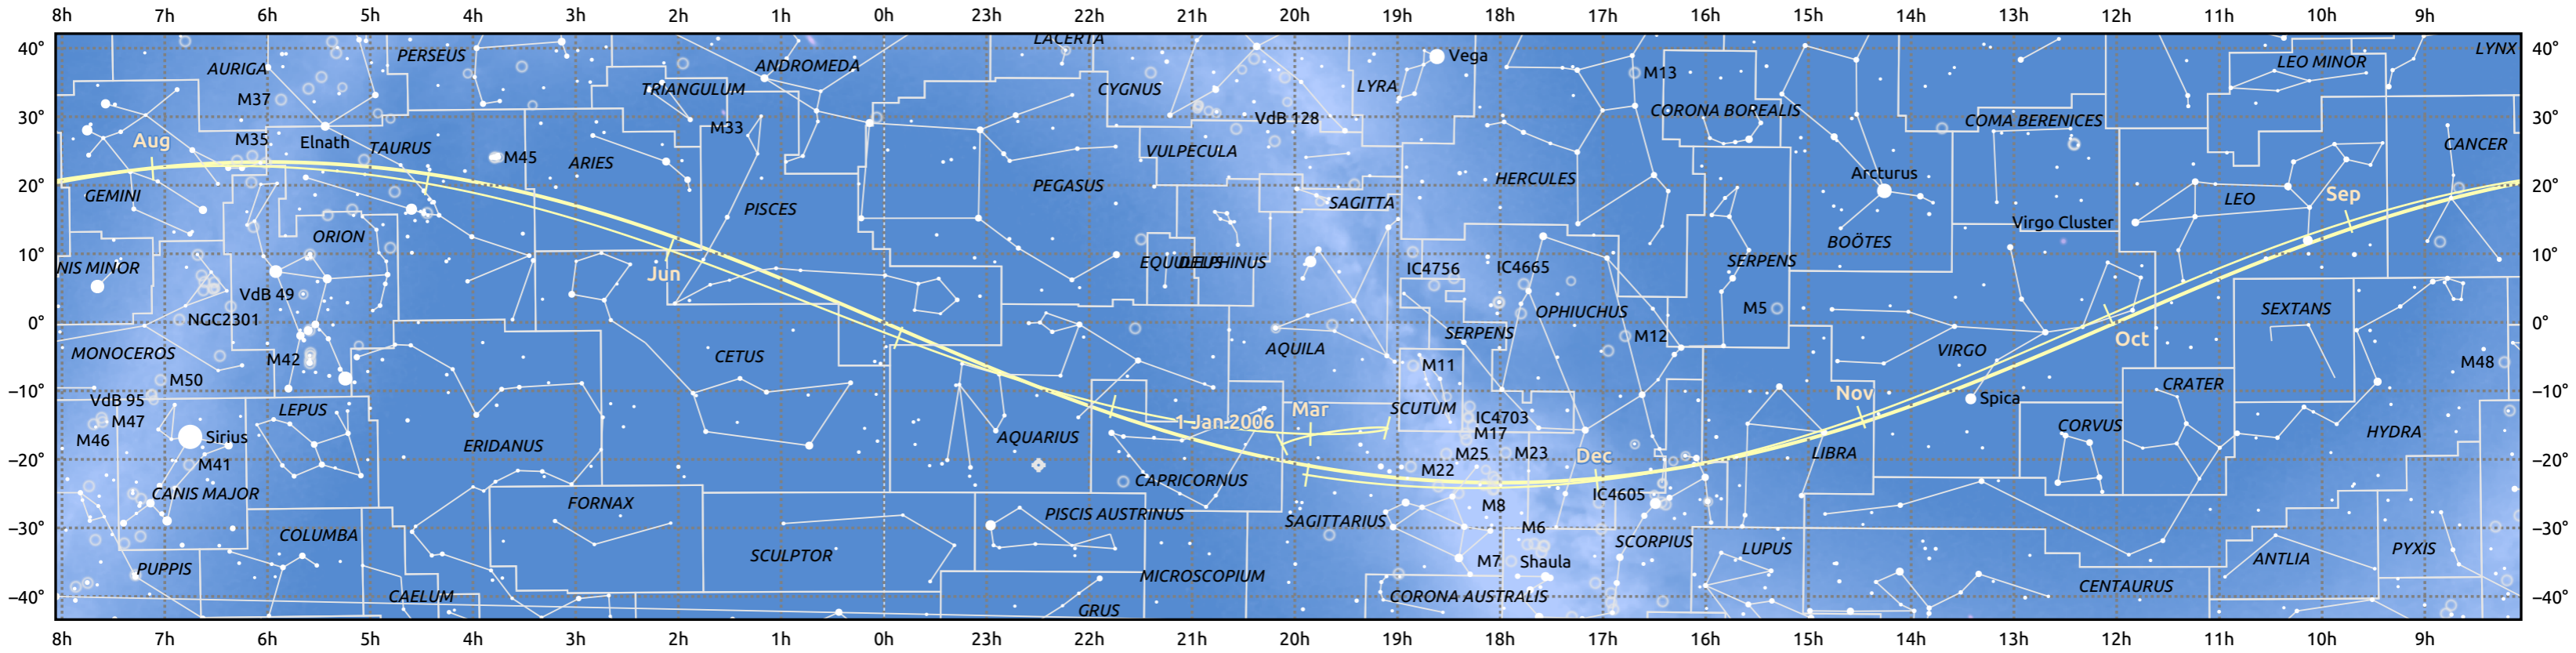 8h 7h 6h 5h 4h 3h 2h 1h 0h 23h 22h 21h 20h 19h 18h 17h 16h 15h 14h 13h 12h 11h 10h 9h
40° PERSEUS LACERTA Vega LYNX 40°
AURIGA ANDROMEDA LEO MINOR
M37 TRIANGULUM CYGNUS LYRA M13
30° M33 VdB 128 CORONA BOREALIS COMA BERENICES 30°
Aug M35 Elnath TAURUS VULPECULA CANCER
M45 ARIES
20° GEMINI PEGASUS HERCULES Arcturus Sep 20°
PISCES SAGITTA LEO
ORION Virgo Cluster
10° BOÖTES 10°
NIS MINOR Jun EQUULEUS DELPHINUS IC4756 IC4665 SERPENS
VdB 49 OPHIUCHUS M5 SEXTANS
0° NGC2301 SERPENS M12 Oct 0°
MONOCEROS M42 CETUS AQUILA VIRGO M48
−10° M50 M11 CRATER −10°
VdB 95 LEPUS 1 Jan 2006 Mar SCUTUM IC4703 Nov Spica
M47 M46 Sirius ERIDANUS AQUARIUS M17 CORVUS HYDRA
−20° M41 M25 M23 Dec LIBRA −20°
CANIS MAJOR FORNAX CAPRICORNUS M22 IC4605
−30° COLUMBA PISCIS AUSTRINUS SAGITTARIUS M8 M6 −30°
PUPPIS SCULPTOR M7 Shaula SCORPIUS LUPUS ANTLIA PYXIS
MICROSCOPIUM
−40° CAELUM GRUS CORONA AUSTRALIS CENTAURUS −40°
8h 7h 6h 5h 4h 3h 2h 1h 0h 23h 22h 21h 20h 19h 18h 17h 16h 15h 14h 13h 12h 11h 10h 9h